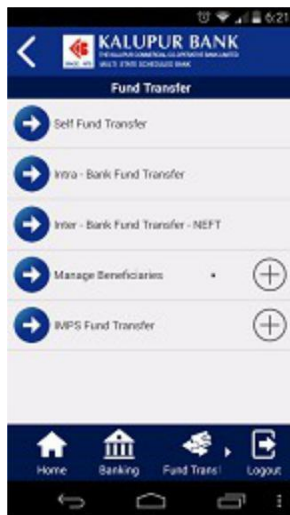 6:21
KALUPUR BANK
THE KALUPUR COMMERCIAL CO-OPERATIVE BANK LIMITED
MULTI STATE SCHEDULED BANK
Fund Transfer
Self Fund Transfer
Intra - Bank Fund Transfer
Inter - Bank Fund Transfer - NEFT
Manage Beneficiaries
IMPS Fund Transfer
Home Banking Fund Trans Logout